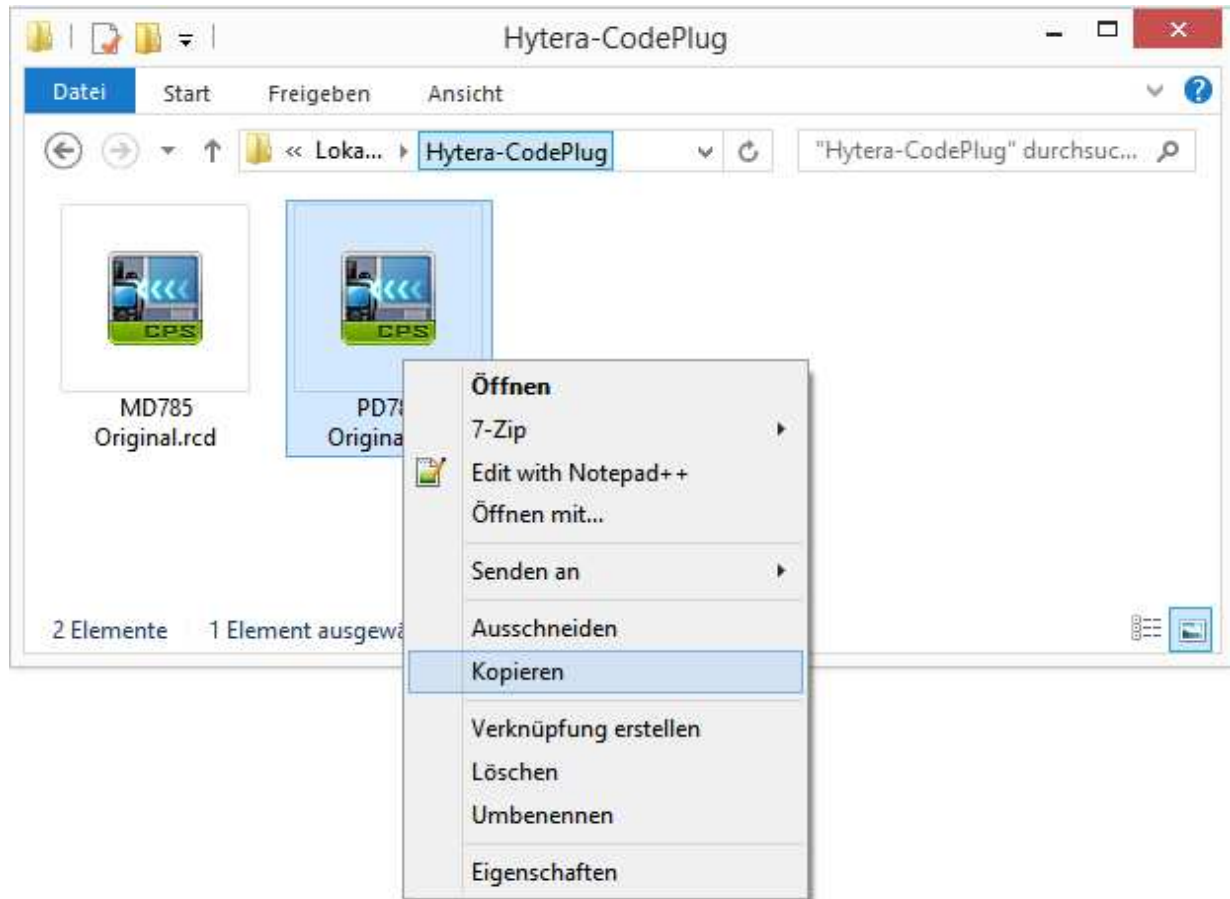 Hytera-CodePlug
Datei Start Freigeben Ansicht
« Loka... Hytera-CodePlug "Hytera-CodePlug" durchsuc...
CPS CPS
MD785
Original.rcd
Öffnen
7-Zip
Edit with Notepad++
Öffnen mit...
Senden an
Ausschneiden
Kopieren
Verknüpfung erstellen
Löschen
Umbenennen
Eigenschaften
2 Elemente 1 Element